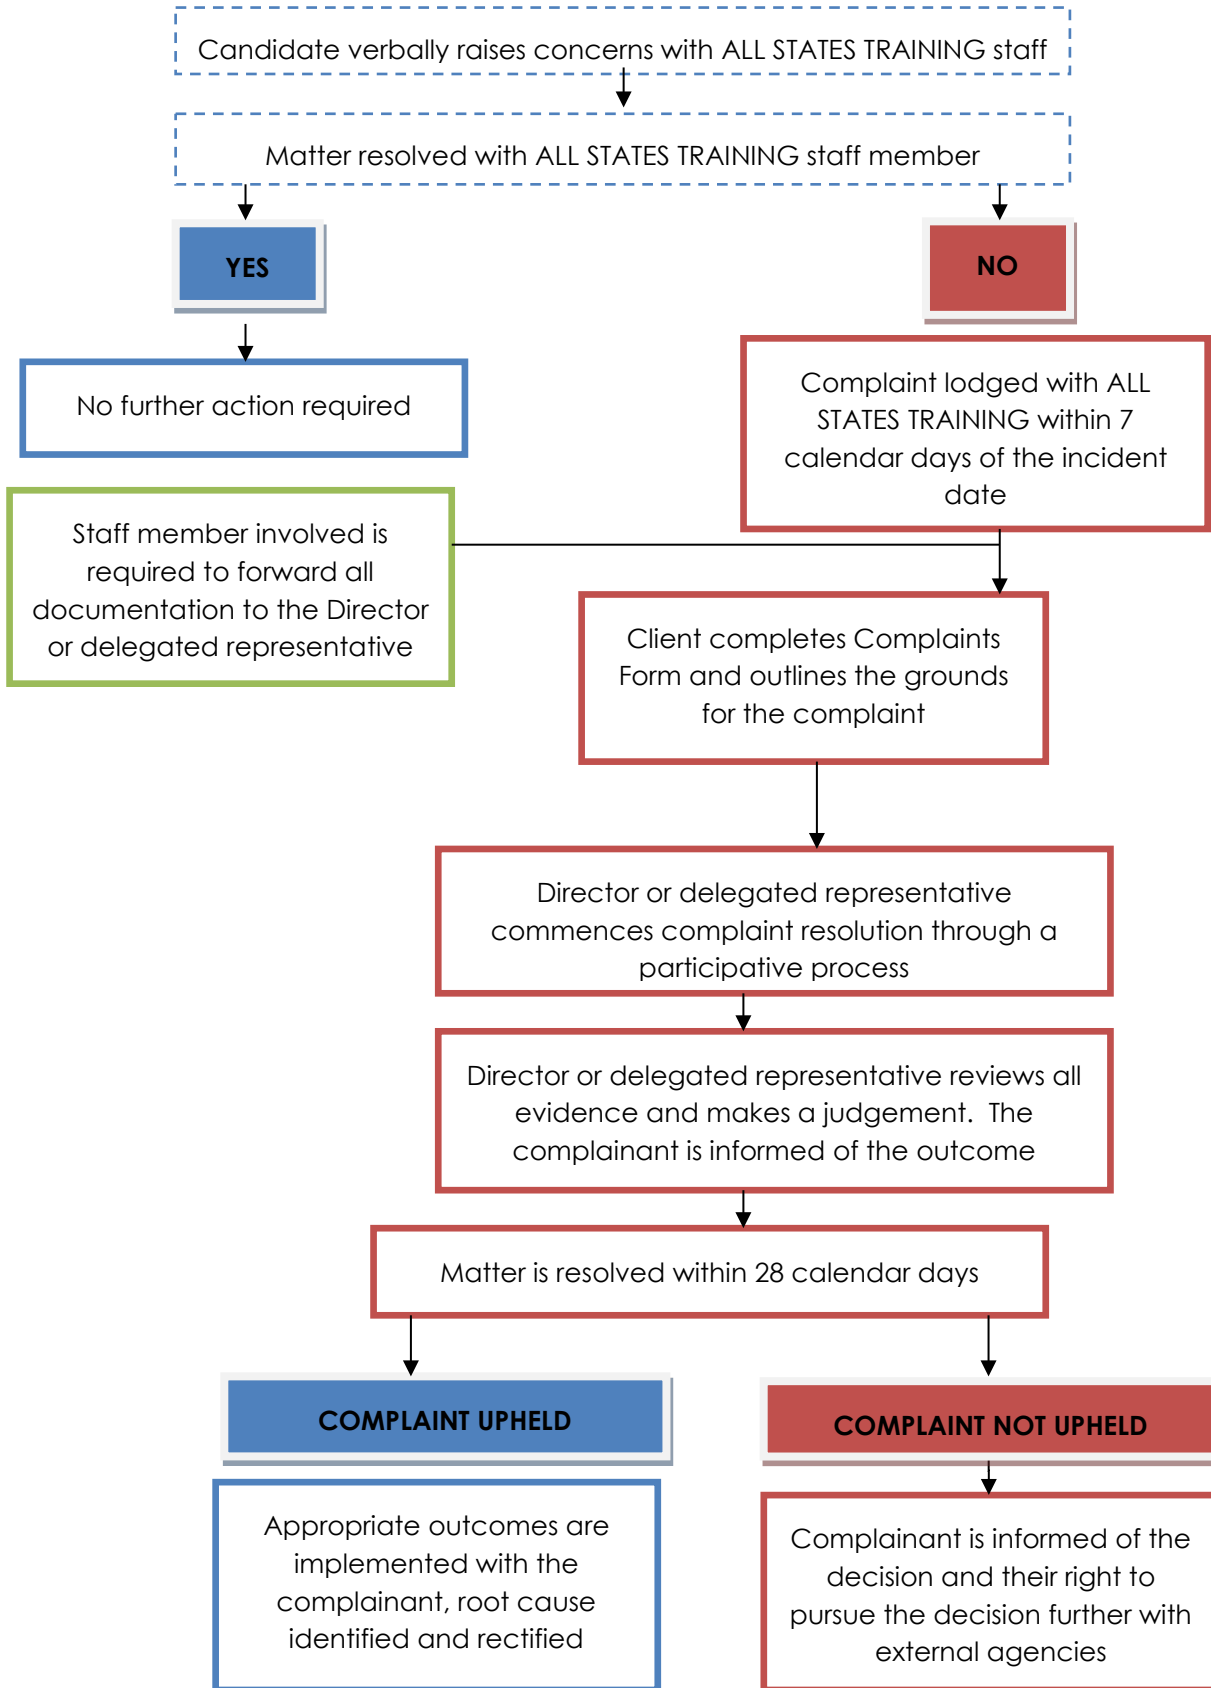 Candidate verbally raises concerns with ALL STATES TRAINING staff
Matter resolved with ALL STATES TRAINING staff member
YES
NO
No further action required
Complaint lodged with ALL
STATES TRAINING within 7
calendar days of the incident
date
Staff member involved is
required to forward all
documentation to the Director
or delegated representative
Client completes Complaints
Form and outlines the grounds
for the complaint
Director or delegated representative
commences complaint resolution through a
participative process
Director or delegated representative reviews all
evidence and makes a judgement.  The
complainant is informed of the outcome
Matter is resolved within 28 calendar days
COMPLAINT UPHELD
COMPLAINT NOT UPHELD
Appropriate outcomes are
implemented with the
complainant, root cause
identified and rectified
Complainant is informed of the
decision and their right to
pursue the decision further with
external agencies